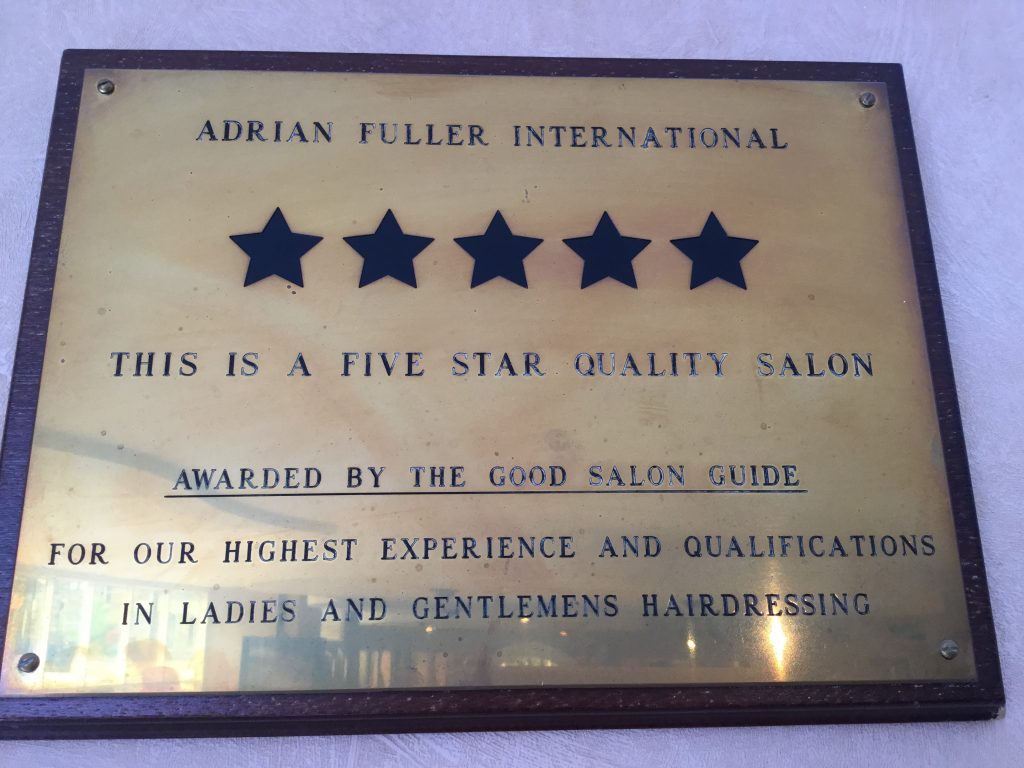 ADRIAN FULLER INTERNATIONAL
THIS IS A FIVE STAR QUALITY SALON
AWARDED BY THE GOOD SALON GUIDE
FOR OUR HIGHEST EXPERIENCE AND QUALIFICATIONS
IN LADIES AND GENTLEMENS HAIRDRESSING